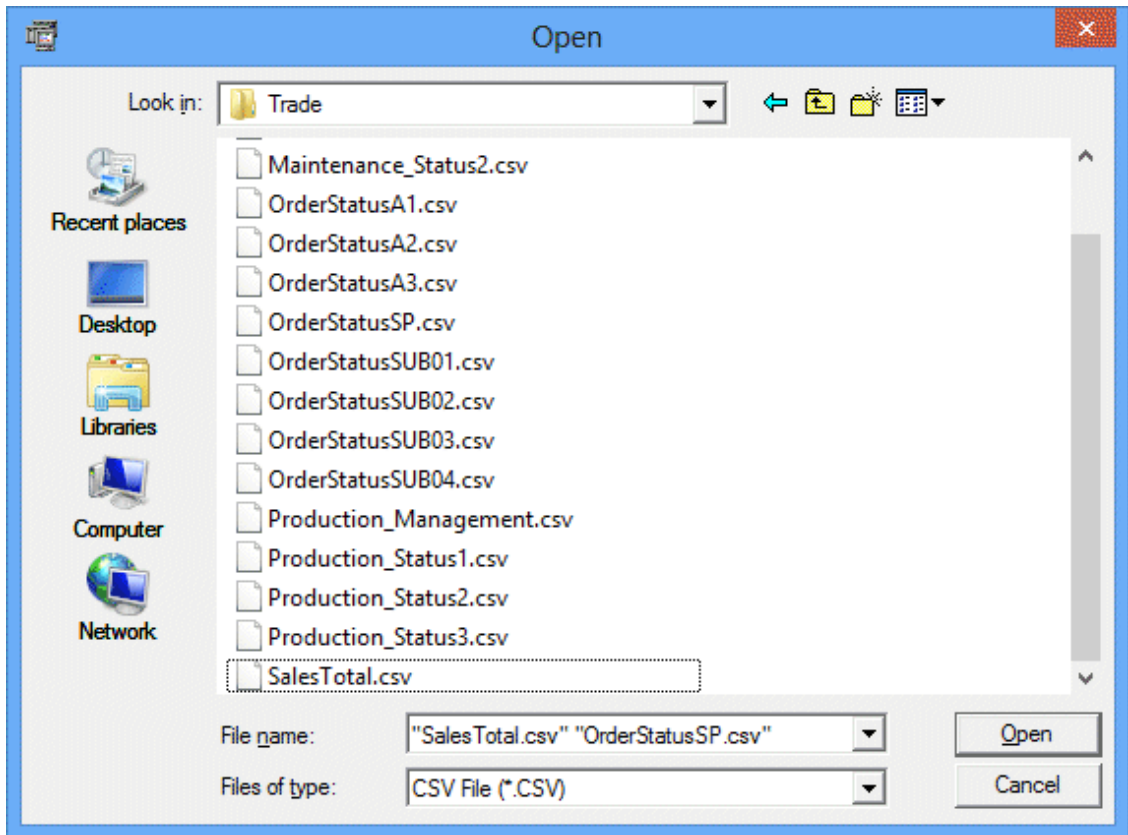 Open
Look in: Trade
Maintenance_Status2.csv
OrderStatusA1.csv
OrderStatusA2.csv
OrderStatusA3.csv
OrderStatusSP.csv
OrderStatusSUB01.csv
OrderStatusSUB02.csv
OrderStatusSUB03.csv
OrderStatusSUB04.csv
Production_Management.csv
Production_Status1.csv
Production_Status2.csv
Production_Status3.csv
SalesTotal.csv
Recent places
Desktop
Libraries
Computer
Network
File name: "SalesTotal.csv" "OrderStatusSP.csv" Open
Files of type: CSV File (*.CSV) Cancel